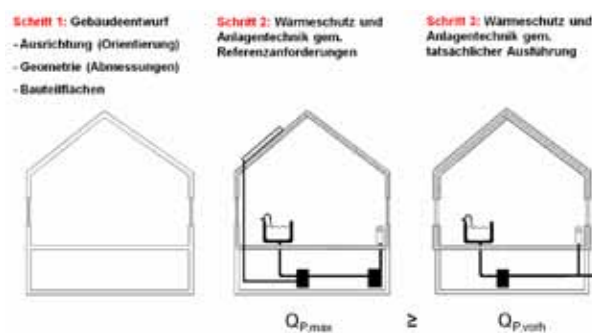 Schritt 1: Gebäudeentwurf
- Ausrichtung (Orientierung)
- Geometrie (Abmessungen)
- Bauteilflächen
Schritt 2: Wärmeschutz und
Anlagentechnik gem.
Referenzanforderungen
Schritt 3: Wärmeschutz und
Anlagentechnik gem.
tatsächlicher Ausführung
QP,max ≥ QP,vorh